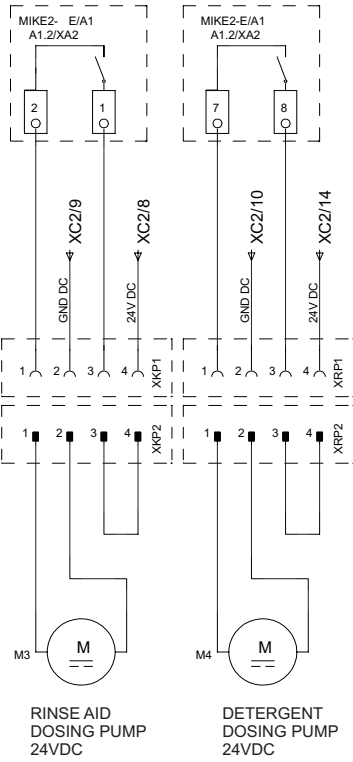 MIKE2- E/A1
A1.2/XA2
MIKE2-E/A1
A1.2/XA2
2
1
7
8
XC2/9
XC2/8
XC2/10
XC2/14
GND DC
24V DC
GND DC
24V DC
1 2 3 4
XKP1
1 2 3 4
XRP1
1 2 3 4
XKP2
1 2 3 4
XRP2
M3
M
M4
M
RINSE AID
DOSING PUMP
24VDC
DETERGENT
DOSING PUMP
24VDC